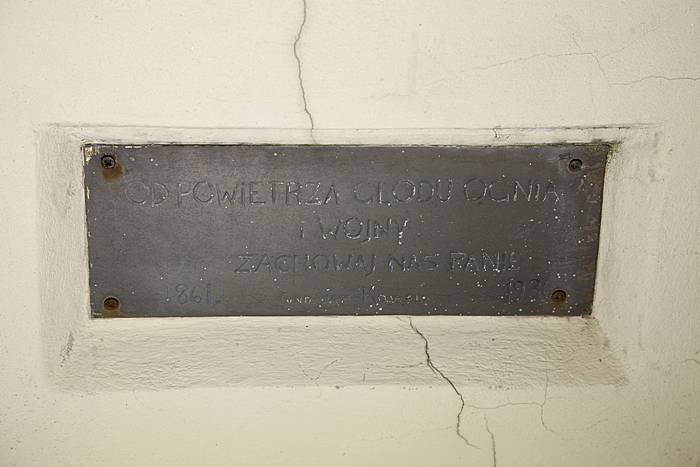 OD POWIETRZA GŁODU OGNIA
I WOJNY
ZACHOWAJ NAS PANIE
1861.